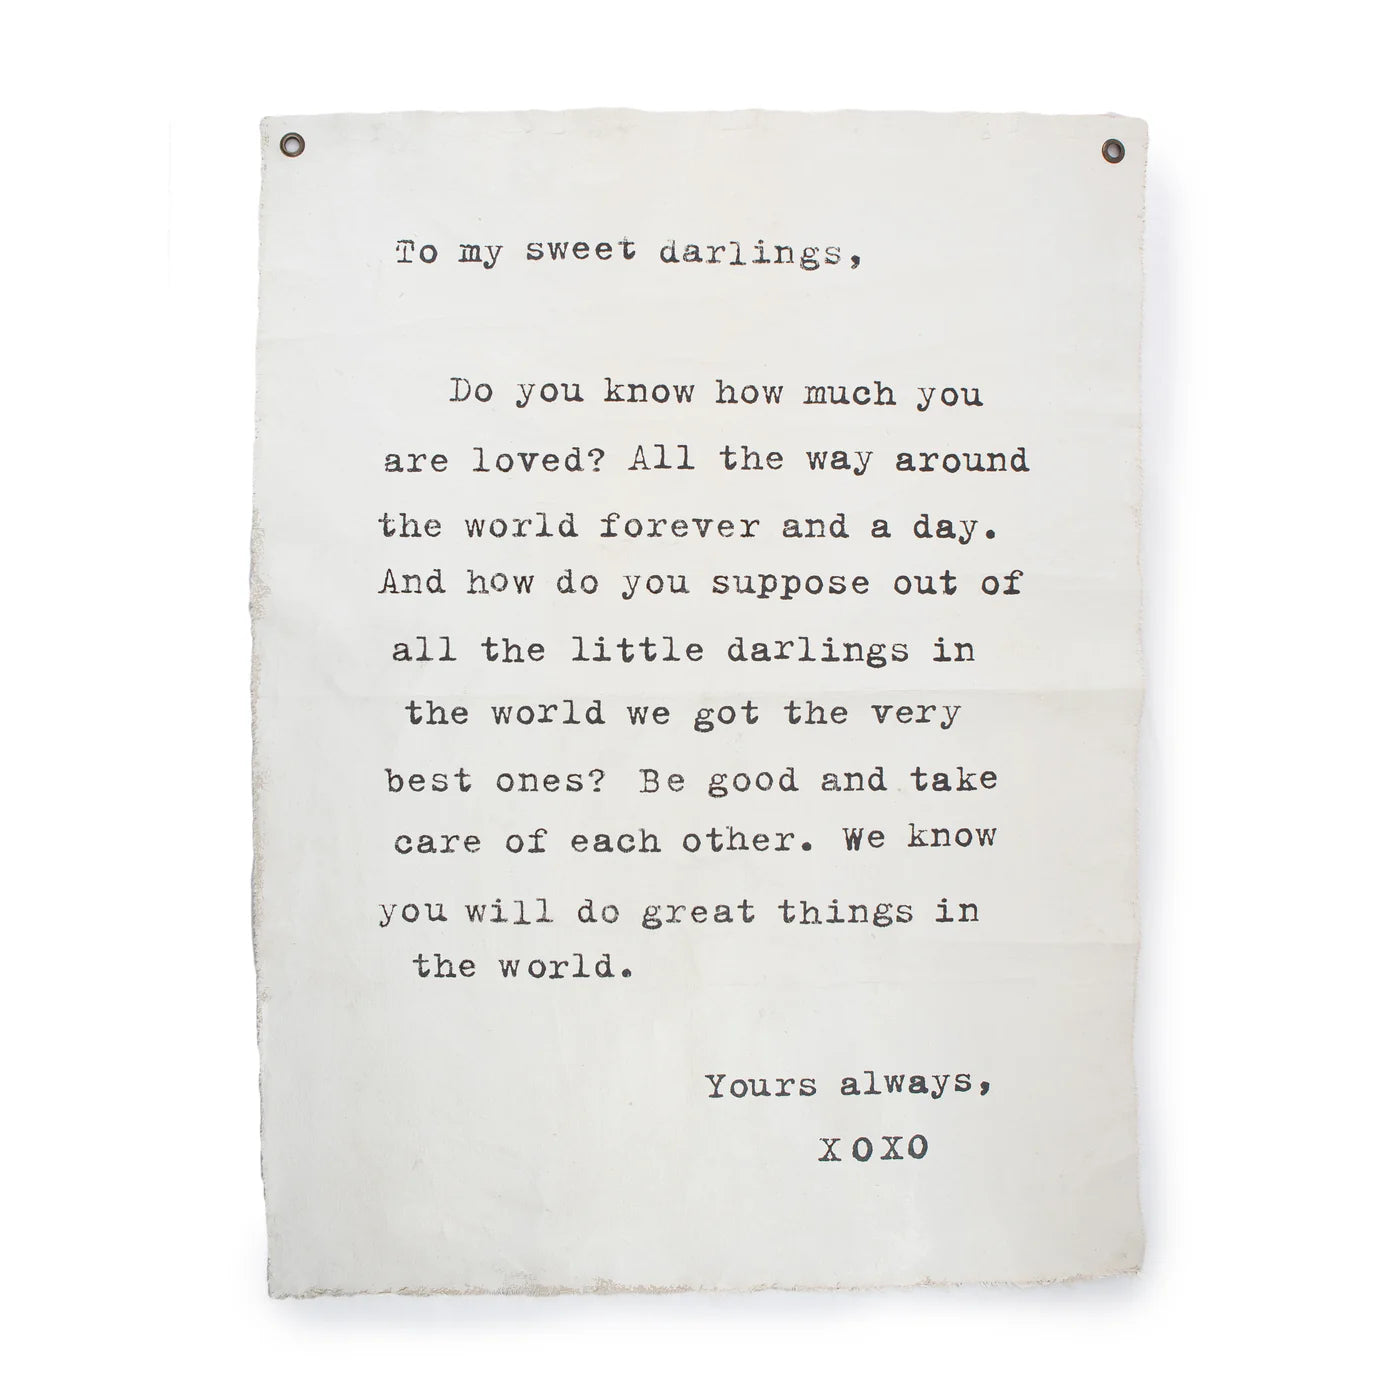 To my sweet darlings,
Do you know how much you
are loved? All the way around
the world forever and a day.
And how do you suppose out of
all the little darlings in
the world we got the very
best ones? Be good and take
care of each other. We know
you will do great things in
the world.
Yours always,
XOXO